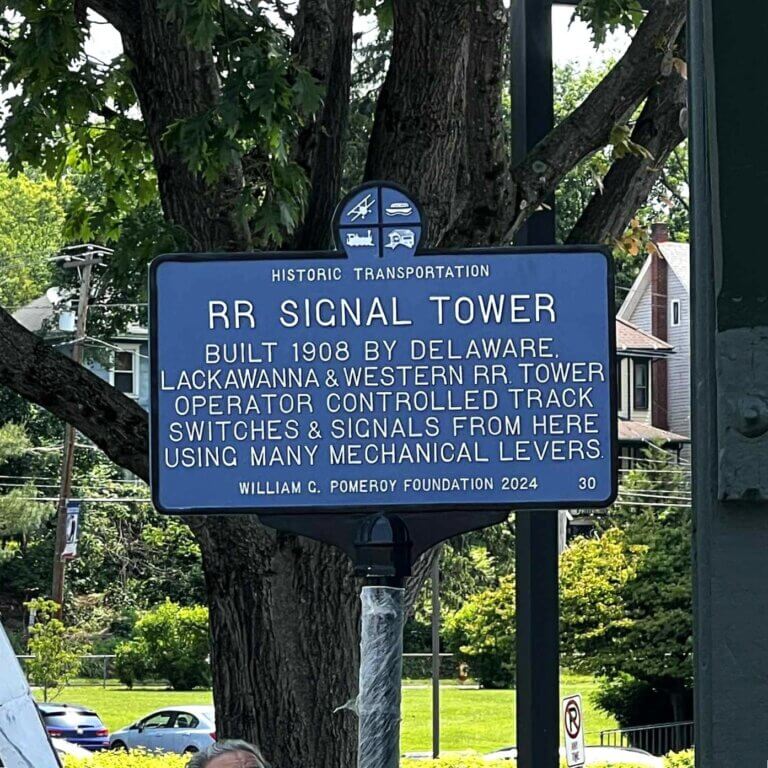 HISTORIC TRANSPORTATION
RR SIGNAL TOWER
BUILT 1908 BY DELAWARE,
LACKAWANNA & WESTERN RR. TOWER
OPERATOR CONTROLLED TRACK
SWITCHES & SIGNALS FROM HERE
USING MANY MECHANICAL LEVERS.
WILLIAM G. POMEROY FOUNDATION 2024 30